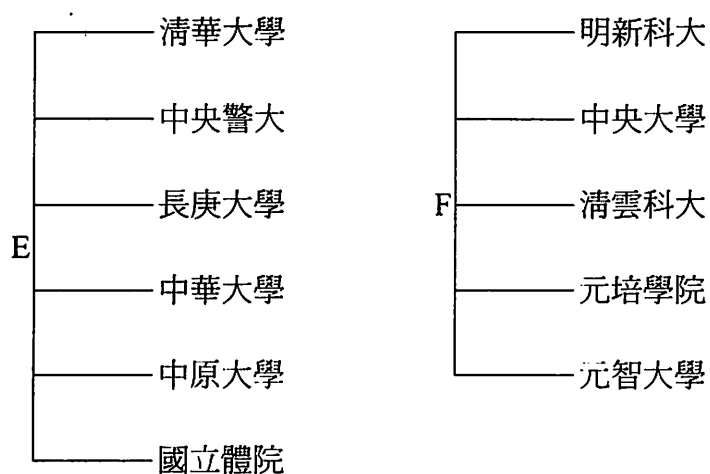 E
清華大學
中央警大
長庚大學
中華大學
中原大學
國立體院
F
明新科大
中央大學
清雲科大
元培學院
元智大學